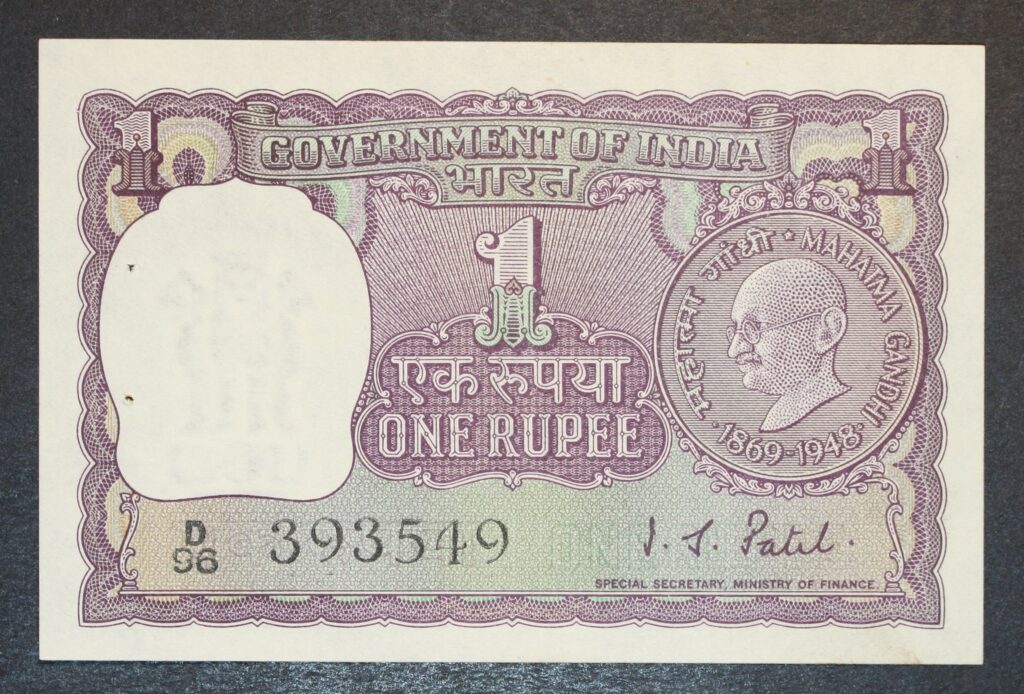 1 GOVERNMENT OF INDIA 1
भारत
1
महात्मा गांधी * MAHATMA GANDHI
एक रुपया
ONE RUPEE
·1869-1948·
D
96 393549
I. G. Patel.
SPECIAL SECRETARY, MINISTRY OF FINANCE.